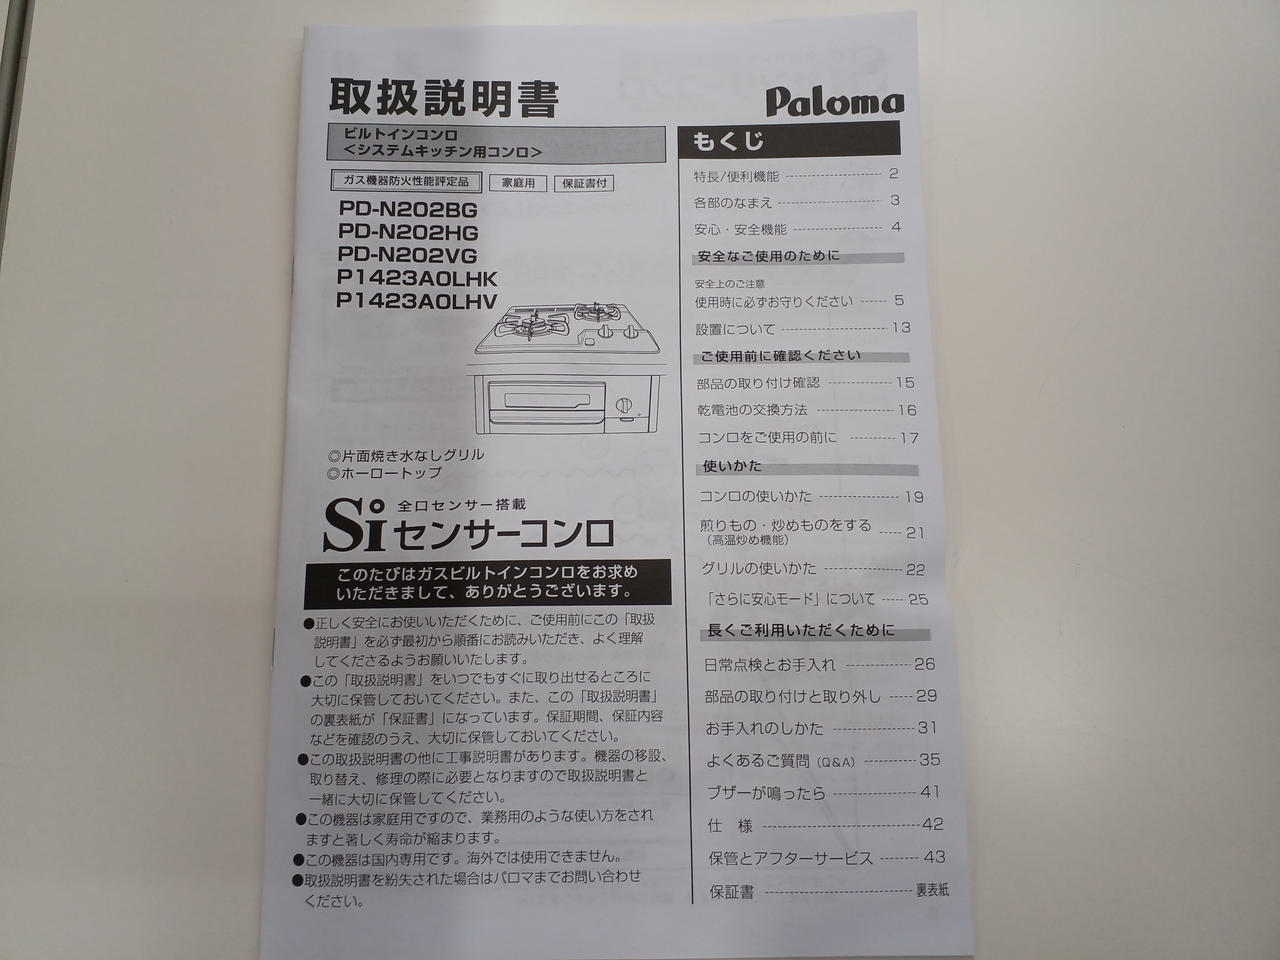 取扱説明書
Paloma
ビルトインコンロ
<システムキッチン用コンロ>
ガス機器防火性能評定品
家庭用
保証書付
PD-N202BG
PD-N202HG
PD-N202VG
P1423A0LHK
P1423A0LHV
◎片面焼き水なしグリル
◎ホーロートップ
全口センサー搭載
Siセンサーコンロ
このたびはガスビルトインコンロをお求め
いただきまして、ありがとうございます。
●正しく安全にお使いいただくために、ご使用前にこの「取扱
説明書」を必ず最初から順番にお読みいただき、よく理解
してくださるようお願いいたします。
●この「取扱説明書」をいつでもすぐに取り出せるところに
大切に保管しておいてください。また、この「取扱説明書」
の裏表紙が「保証書」になっています。保証期間、保証内容
などを確認のうえ、大切に保管しておいてください。
●この取扱説明書の他に工事説明書があります。機器の移設、
取り替え、修理の際に必要となりますので取扱説明書と
一緒に大切に保管してください。
●この機器は家庭用ですので、業務用のような使い方をされ
ますと著しく寿命が縮まります。
●この機器は国内専用です。海外では使用できません。
●取扱説明書を紛失された場合はパロマまでお問い合わせ
ください。
もくじ
特長/便利機能 ---------- 2
各部のなまえ ---------- 3
安心・安全機能 ---------- 4
安全なご使用のために
安全上のご注意
使用時に必ずお守りください ----- 5
設置について ---------- 13
ご使用前に確認ください
部品の取り付け確認 ---------- 15
乾電池の交換方法 ---------- 16
コンロをご使用の前に ---------- 17
使いかた
コンロの使いかた ---------- 19
煎りもの・炒めものをする
(高温炒め機能) ----- 21
グリルの使いかた ---------- 22
「さらに安心モード」について ----- 25
長くご利用いただくために
日常点検とお手入れ ---------- 26
部品の取り付けと取り外し ----- 29
お手入れのしかた ---------- 31
よくあるご質問(Q&A) ---------- 35
ブザーが鳴ったら ---------- 41
仕 様 ---------- 42
保管とアフターサービス ------- 43
保証書 ---------- 裏表紙